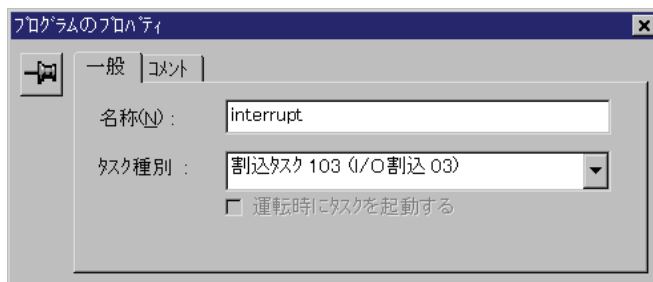 ﾌﾟﾛｸﾞﾗﾑのﾌﾟﾛﾊﾟﾃｨ
一般 ｺﾒﾝﾄ
名称(N) : interrupt
ﾀｽｸ種別 : 割込ﾀｽｸ 103 (I/O割込 03)
運転時にﾀｽｸを起動する